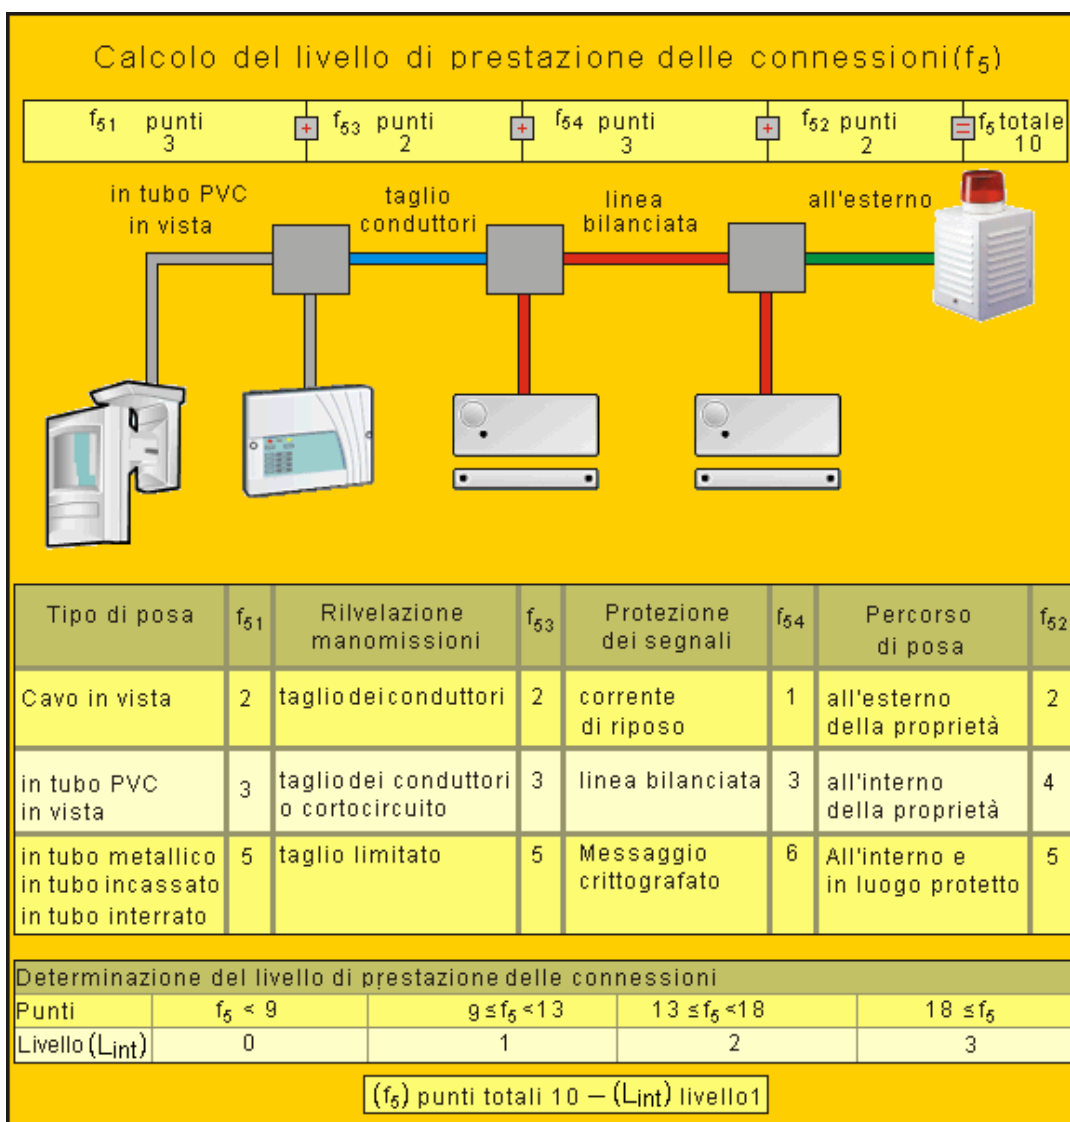 Calcolo del livello di prestazione delle connessioni(f5)
f51 punti 3 + f53 punti 2 + f54 punti 3 + f52 punti 2 = f5 totale 10
in tubo PVC in vista
taglio conduttori
linea bilanciata
all'esterno
Tipo di posa f51 Rilvelazione manomissioni f53 Protezione dei segnali f54 Percorso di posa f52
Cavo in vista 2 taglio dei conduttori 2 corrente di riposo 1 all'esterno della proprietà 2
in tubo PVC in vista 3 taglio dei conduttori o cortocircuito 3 linea bilanciata 3 all'interno della proprietà 4
in tubo metallico in tubo incassato in tubo interrato 5 taglio limitato 5 Messaggio crittografato 6 All'interno e in luogo protetto 5
Determinazione del livello di prestazione delle connessioni
Punti f5 < 9 9 ≤ f5 < 13 13 ≤ f5 < 18 18 ≤ f5
Livello (Lint) 0 1 2 3
(f5) punti totali 10 – (Lint) livello1